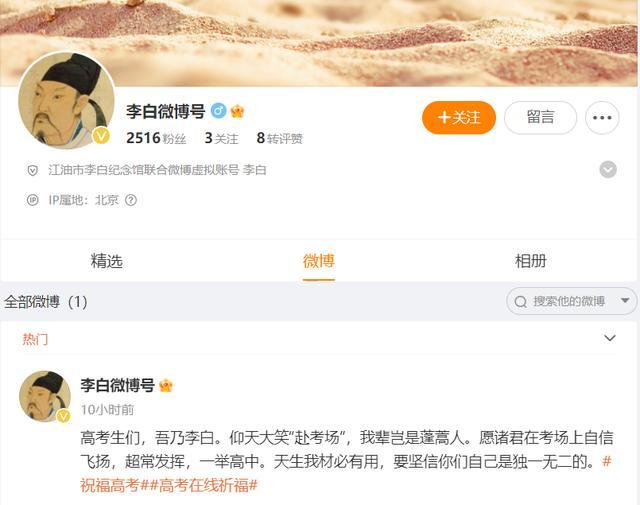 李白微博号
+关注
留言
2516粉丝 3关注 8转评赞
江油市李白纪念馆联合微博虚拟账号 李白
IP IP属地：北京
精选 微博 相册
全部微博（1） 搜索他的微博
热门
李白微博号
10小时前
高考生们，吾乃李白。仰天大笑“赴考场”，我辈岂是蓬蒿人。愿诸君在考场上自信
飞扬，超常发挥，一举高中。天生我材必有用，要坚信你们自己是独一无二的。#
祝福高考##高考在线祈福#